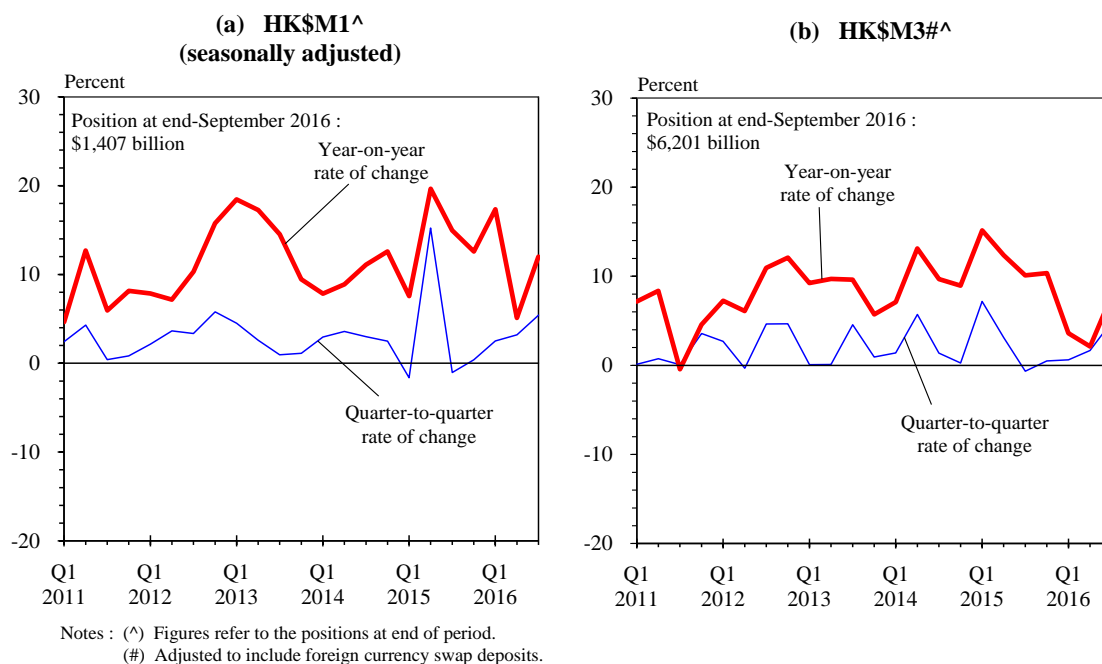 (a) HK$M1^
(seasonally adjusted)
Percent
30
20
10
0
-10
-20
Position at end-September 2016 :
$1,407 billion
Year-on-year
rate of change
Quarter-to-quarter
rate of change
Q1 Q1 Q1 Q1 Q1 Q1
2011 2012 2013 2014 2015 2016
(b) HK$M3#^
Percent
30
20
10
0
-10
-20
Position at end-September 2016 :
$6,201 billion
Year-on-year
rate of change
Quarter-to-quarter
rate of change
Q1 Q1 Q1 Q1 Q1 Q1
2011 2012 2013 2014 2015 2016
Notes : (^) Figures refer to the positions at end of period.
(#) Adjusted to include foreign currency swap deposits.